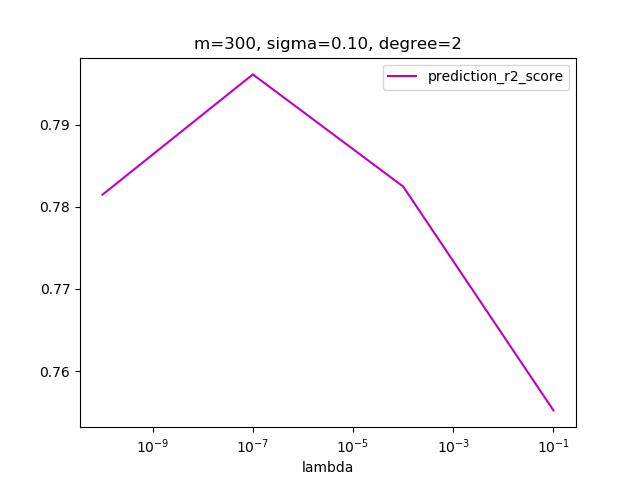 m=300, sigma=0.10, degree=2
prediction_r2_score
0.79
0.78
0.77
0.76
10⁻⁹ 10⁻⁷ 10⁻⁵ 10⁻³ 10⁻¹
lambda